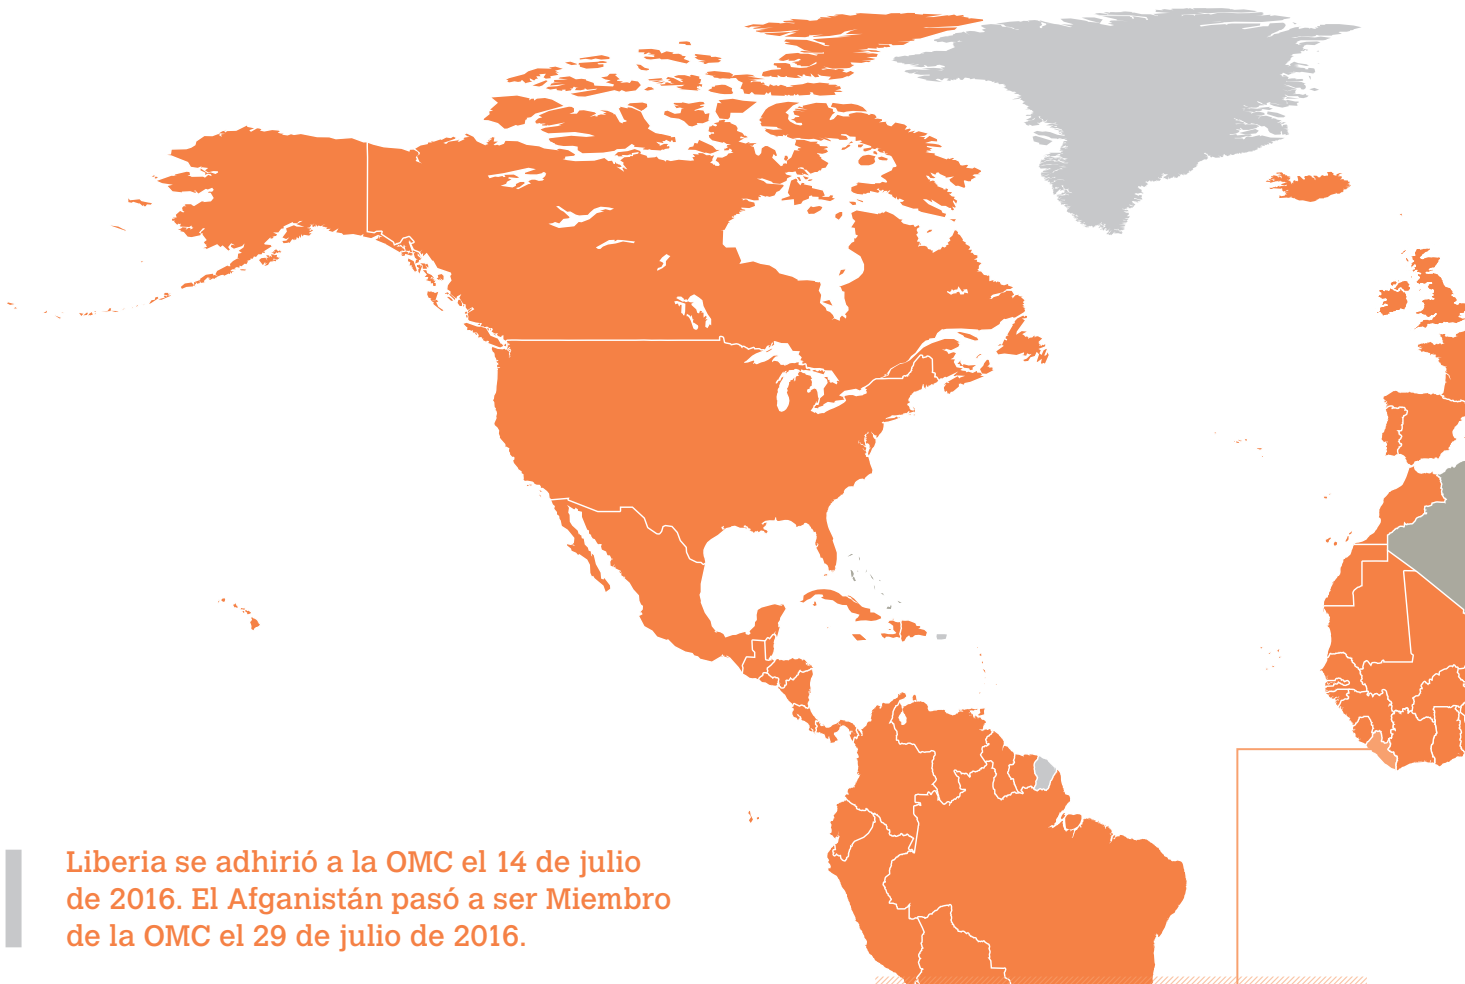 Liberia se adhirió a la OMC el 14 de julio
de 2016. El Afganistán pasó a ser Miembro
de la OMC el 29 de julio de 2016.